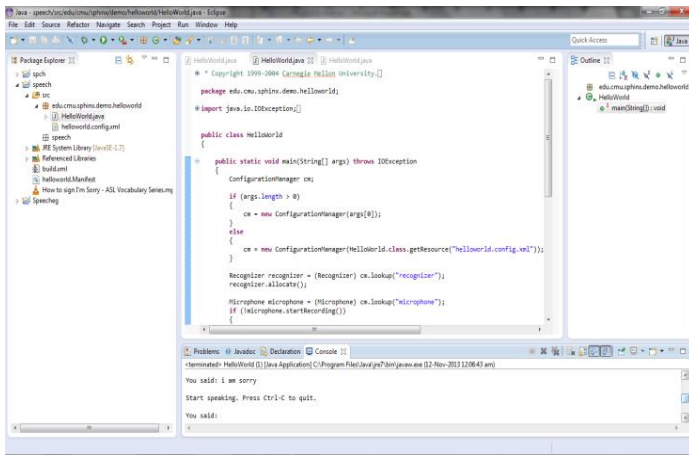 Java - speech/src/edu/cmu/sphinx/demo/helloworld/HelloWorld.java - Eclipse
File Edit Source Refactor Navigate Search Project Run Window Help
Quick Access
Java
Package Explorer
spch
speech
src
edu.cmu.sphinx.demo.helloworld
HelloWorld.java
helloworld.config.xml
speech
JRE System Library [JavaSE-1.7]
Referenced Libraries
build.xml
helloworld.Manifest
How to sign I'm Sorry - ASL Vocabulary Series.mp
Speecheg
HelloWorld.java HelloWorld.java HelloWorld.java
* Copyright 1999-2004 Carnegie Mellon University.
package edu.cmu.sphinx.demo.helloworld;
import java.io.IOException;
public class HelloWorld
{
public static void main(String[] args) throws IOException
{
ConfigurationManager cm;
if (args.length > 0)
{
cm = new ConfigurationManager(args[0]);
}
else
{
cm = new ConfigurationManager(HelloWorld.class.getResource("helloworld.config.xml"));
}
Recognizer recognizer = (Recognizer) cm.lookup("recognizer");
recognizer.allocate();
Microphone microphone = (Microphone) cm.lookup("microphone");
if (!microphone.startRecording())
{
Outline
edu.cmu.sphinx.demo.helloworld
HelloWorld
main(String[]) : void
Problems Javadoc Declaration Console
<terminated> HelloWorld (1) [Java Application] C:\Program Files\Java\jre7\bin\javaw.exe (12-Nov-2013 12:06:43 am)
You said: i am sorry
Start speaking. Press Ctrl-C to quit.
You said: